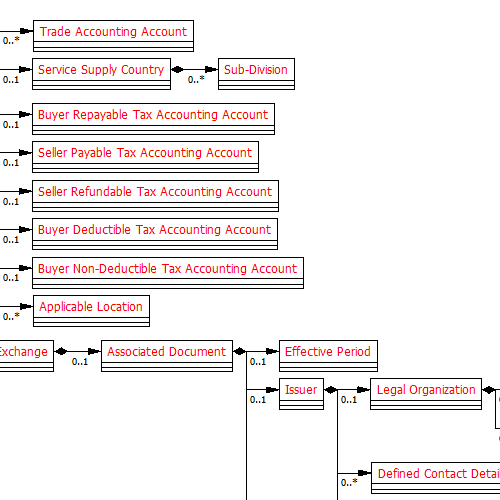 Trade Accounting Account
0..*
Service Supply Country
Sub-Division
0..1
0..*
Buyer Repayable Tax Accounting Account
0..1
Seller Payable Tax Accounting Account
0..1
Seller Refundable Tax Accounting Account
0..1
Buyer Deductible Tax Accounting Account
0..1
Buyer Non-Deductible Tax Accounting Account
0..1
Applicable Location
0..*
Exchange
Associated Document
Effective Period
0..1
0..1
Issuer
Legal Organization
0..1
0..1
Defined Contact Detai
0..*